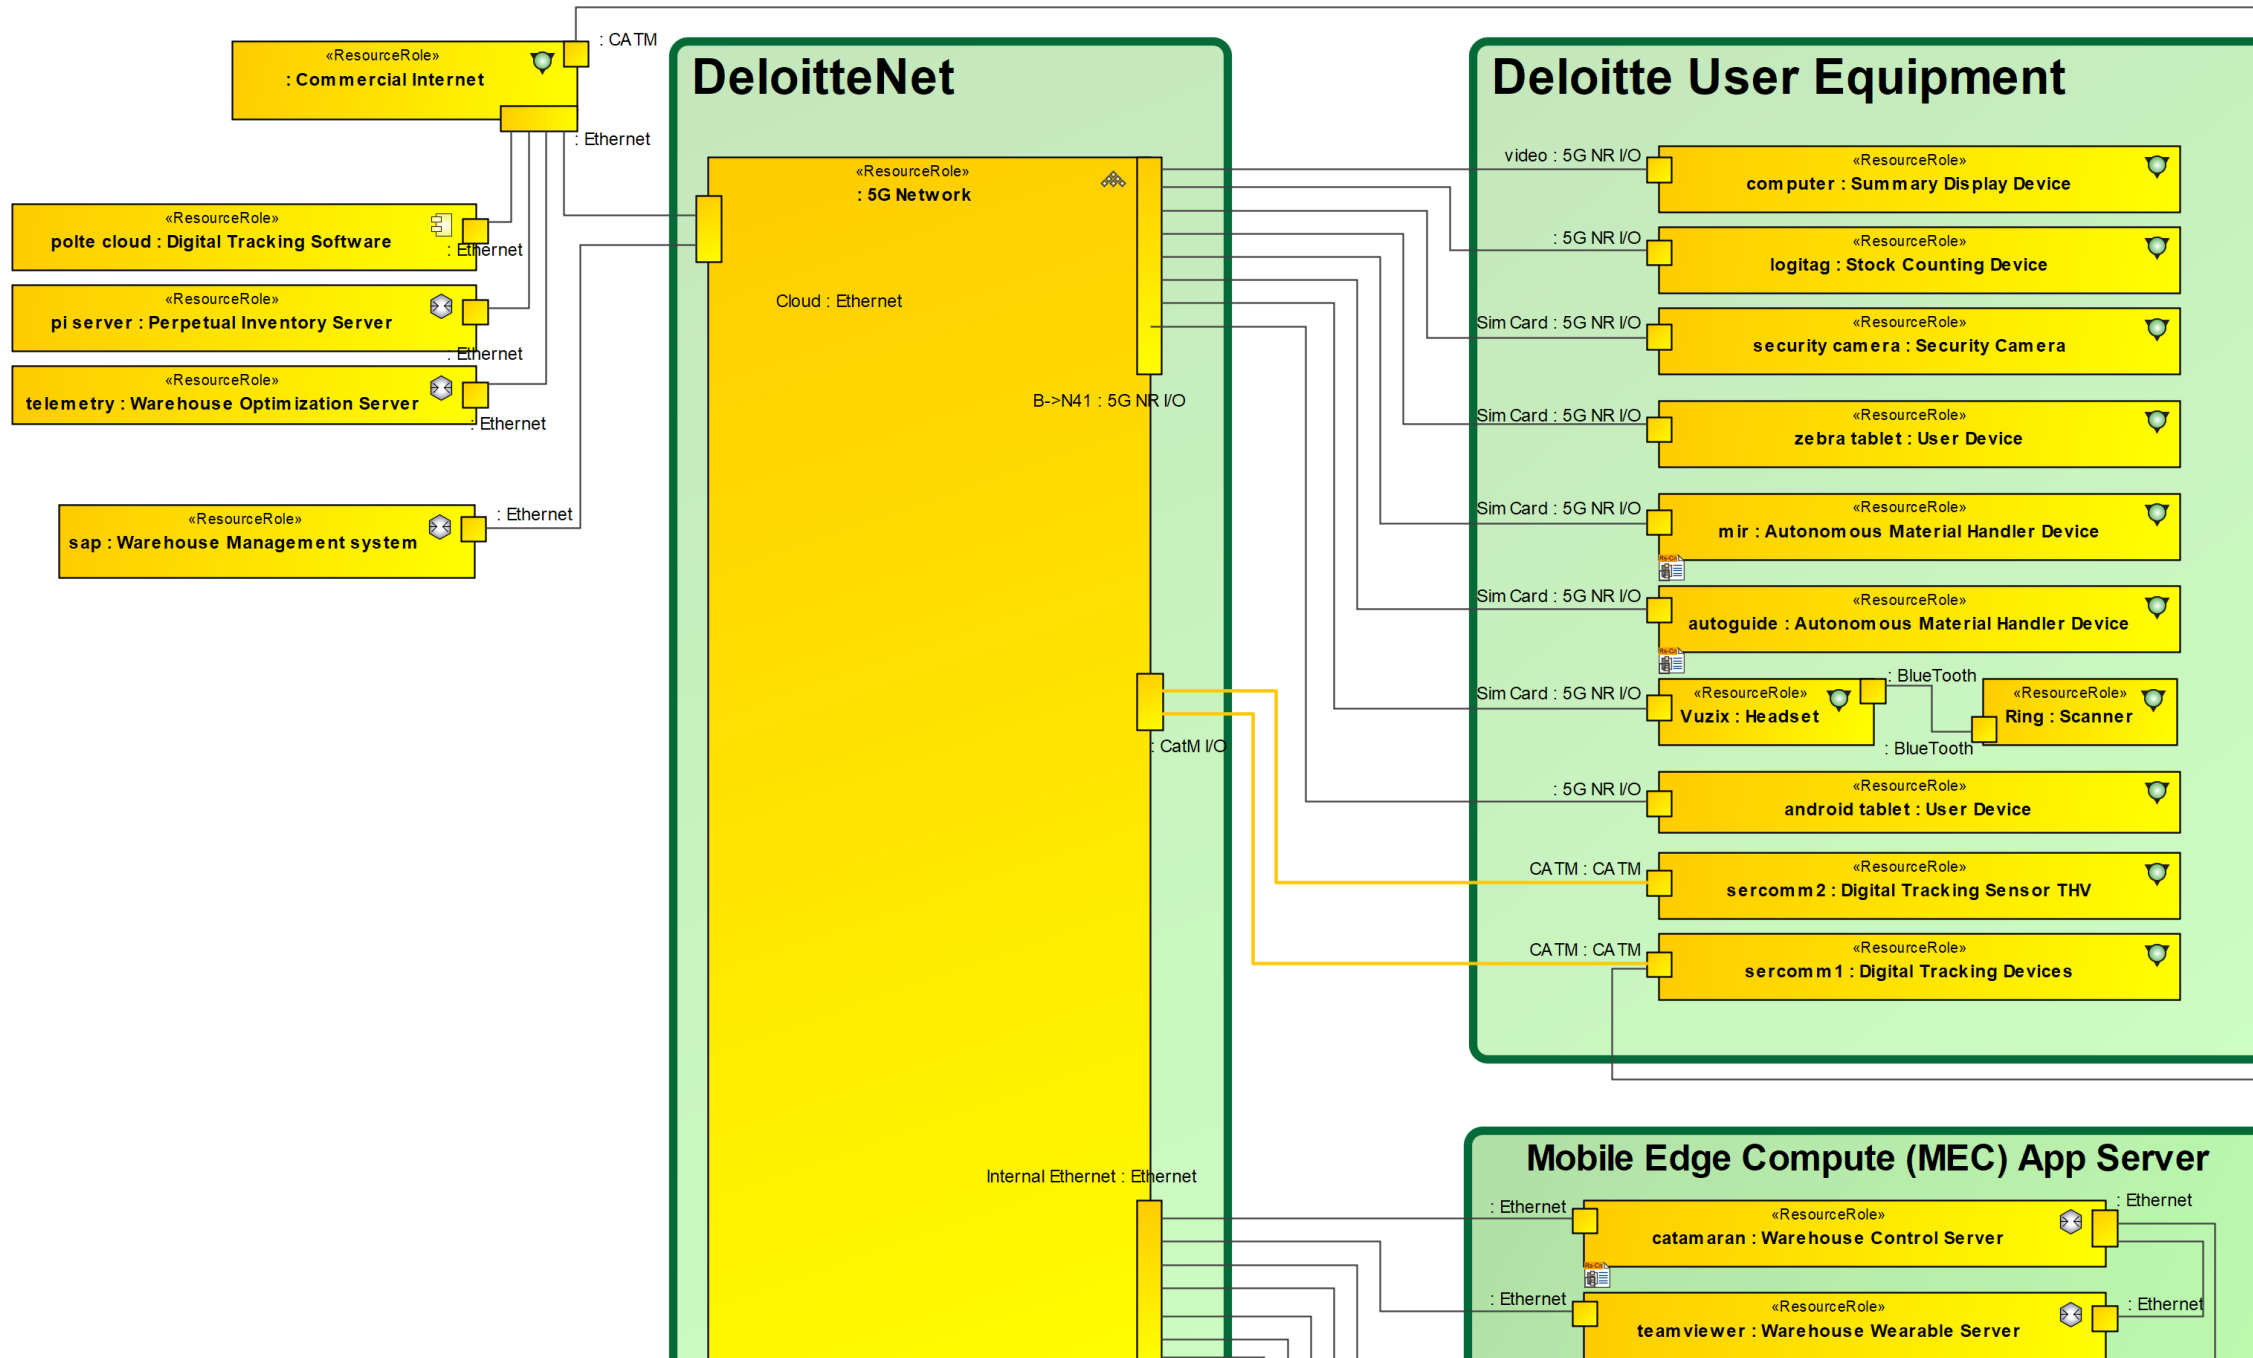 : CATM
«ResourceRole»
: Commercial Internet
: Ethernet
«ResourceRole»
polte cloud : Digital Tracking Software
: Ethernet
«ResourceRole»
pi server : Perpetual Inventory Server
: Ethernet
«ResourceRole»
telemetry : Warehouse Optimization Server
: Ethernet
«ResourceRole»
sap : Warehouse Management system
: Ethernet
DeloitteNet
«ResourceRole»
: 5G Network
Cloud : Ethernet
B->N41 : 5G NR I/O
: CatM I/O
Internal Ethernet : Ethernet
Deloitte User Equipment
video : 5G NR I/O
«ResourceRole»
computer : Summary Display Device
: 5G NR I/O
«ResourceRole»
logitag : Stock Counting Device
Sim Card : 5G NR I/O
«ResourceRole»
security camera : Security Camera
Sim Card : 5G NR I/O
«ResourceRole»
zebra tablet : User Device
Sim Card : 5G NR I/O
«ResourceRole»
mir : Autonomous Material Handler Device
Rs-Cn
Sim Card : 5G NR I/O
«ResourceRole»
autoguide : Autonomous Material Handler Device
Rs-Cn
Sim Card : 5G NR I/O
«ResourceRole»
Vuzix : Headset
: BlueTooth
: BlueTooth
«ResourceRole»
Ring : Scanner
: 5G NR I/O
«ResourceRole»
android tablet : User Device
CATM : CATM
«ResourceRole»
sercomm2 : Digital Tracking Sensor THV
CATM : CATM
«ResourceRole»
sercomm1 : Digital Tracking Devices
Mobile Edge Compute (MEC) App Server
: Ethernet
«ResourceRole»
catamaran : Warehouse Control Server
: Ethernet
Rs-Cn
: Ethernet
«ResourceRole»
teamviewer : Warehouse Wearable Server
: Ethernet